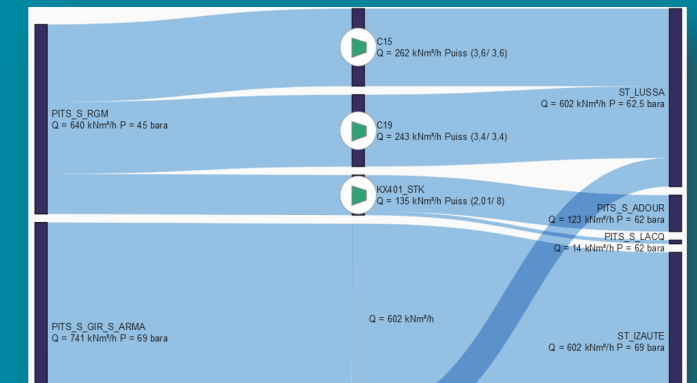 C15
Q = 262 kNm³/h Puiss (3,6/ 3,6)
ST_LUSSA
Q = 602 kNm³/h P = 62,5 bara
PITS_S_RGM
Q = 640 kNm³/h P = 45 bara
C19
Q = 243 kNm³/h Puiss (3,4/ 3,4)
KX401_STK
Q = 135 kNm³/h Puiss (2,01/ 8)
PITS_S_ADOUR
Q = 123 kNm³/h P = 62 bara
PITS_S_LACQ
Q = 14 kNm³/h P = 62 bara
Q = 602 kNm³/h
PITS_S_GIR_S_ARMA
Q = 741 kNm³/h P = 69 bara
ST_IZAUTE
Q = 602 kNm³/h P = 69 bara